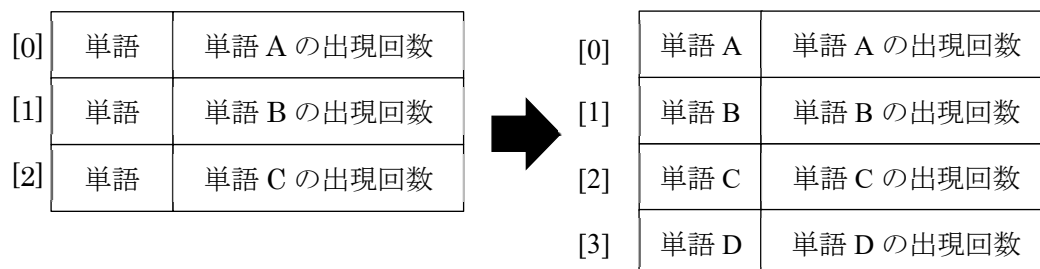 [0] 単語 単語 A の出現回数
[1] 単語 単語 B の出現回数
[2] 単語 単語 C の出現回数
[0] 単語 A 単語 A の出現回数
[1] 単語 B 単語 B の出現回数
[2] 単語 C 単語 C の出現回数
[3] 単語 D 単語 D の出現回数